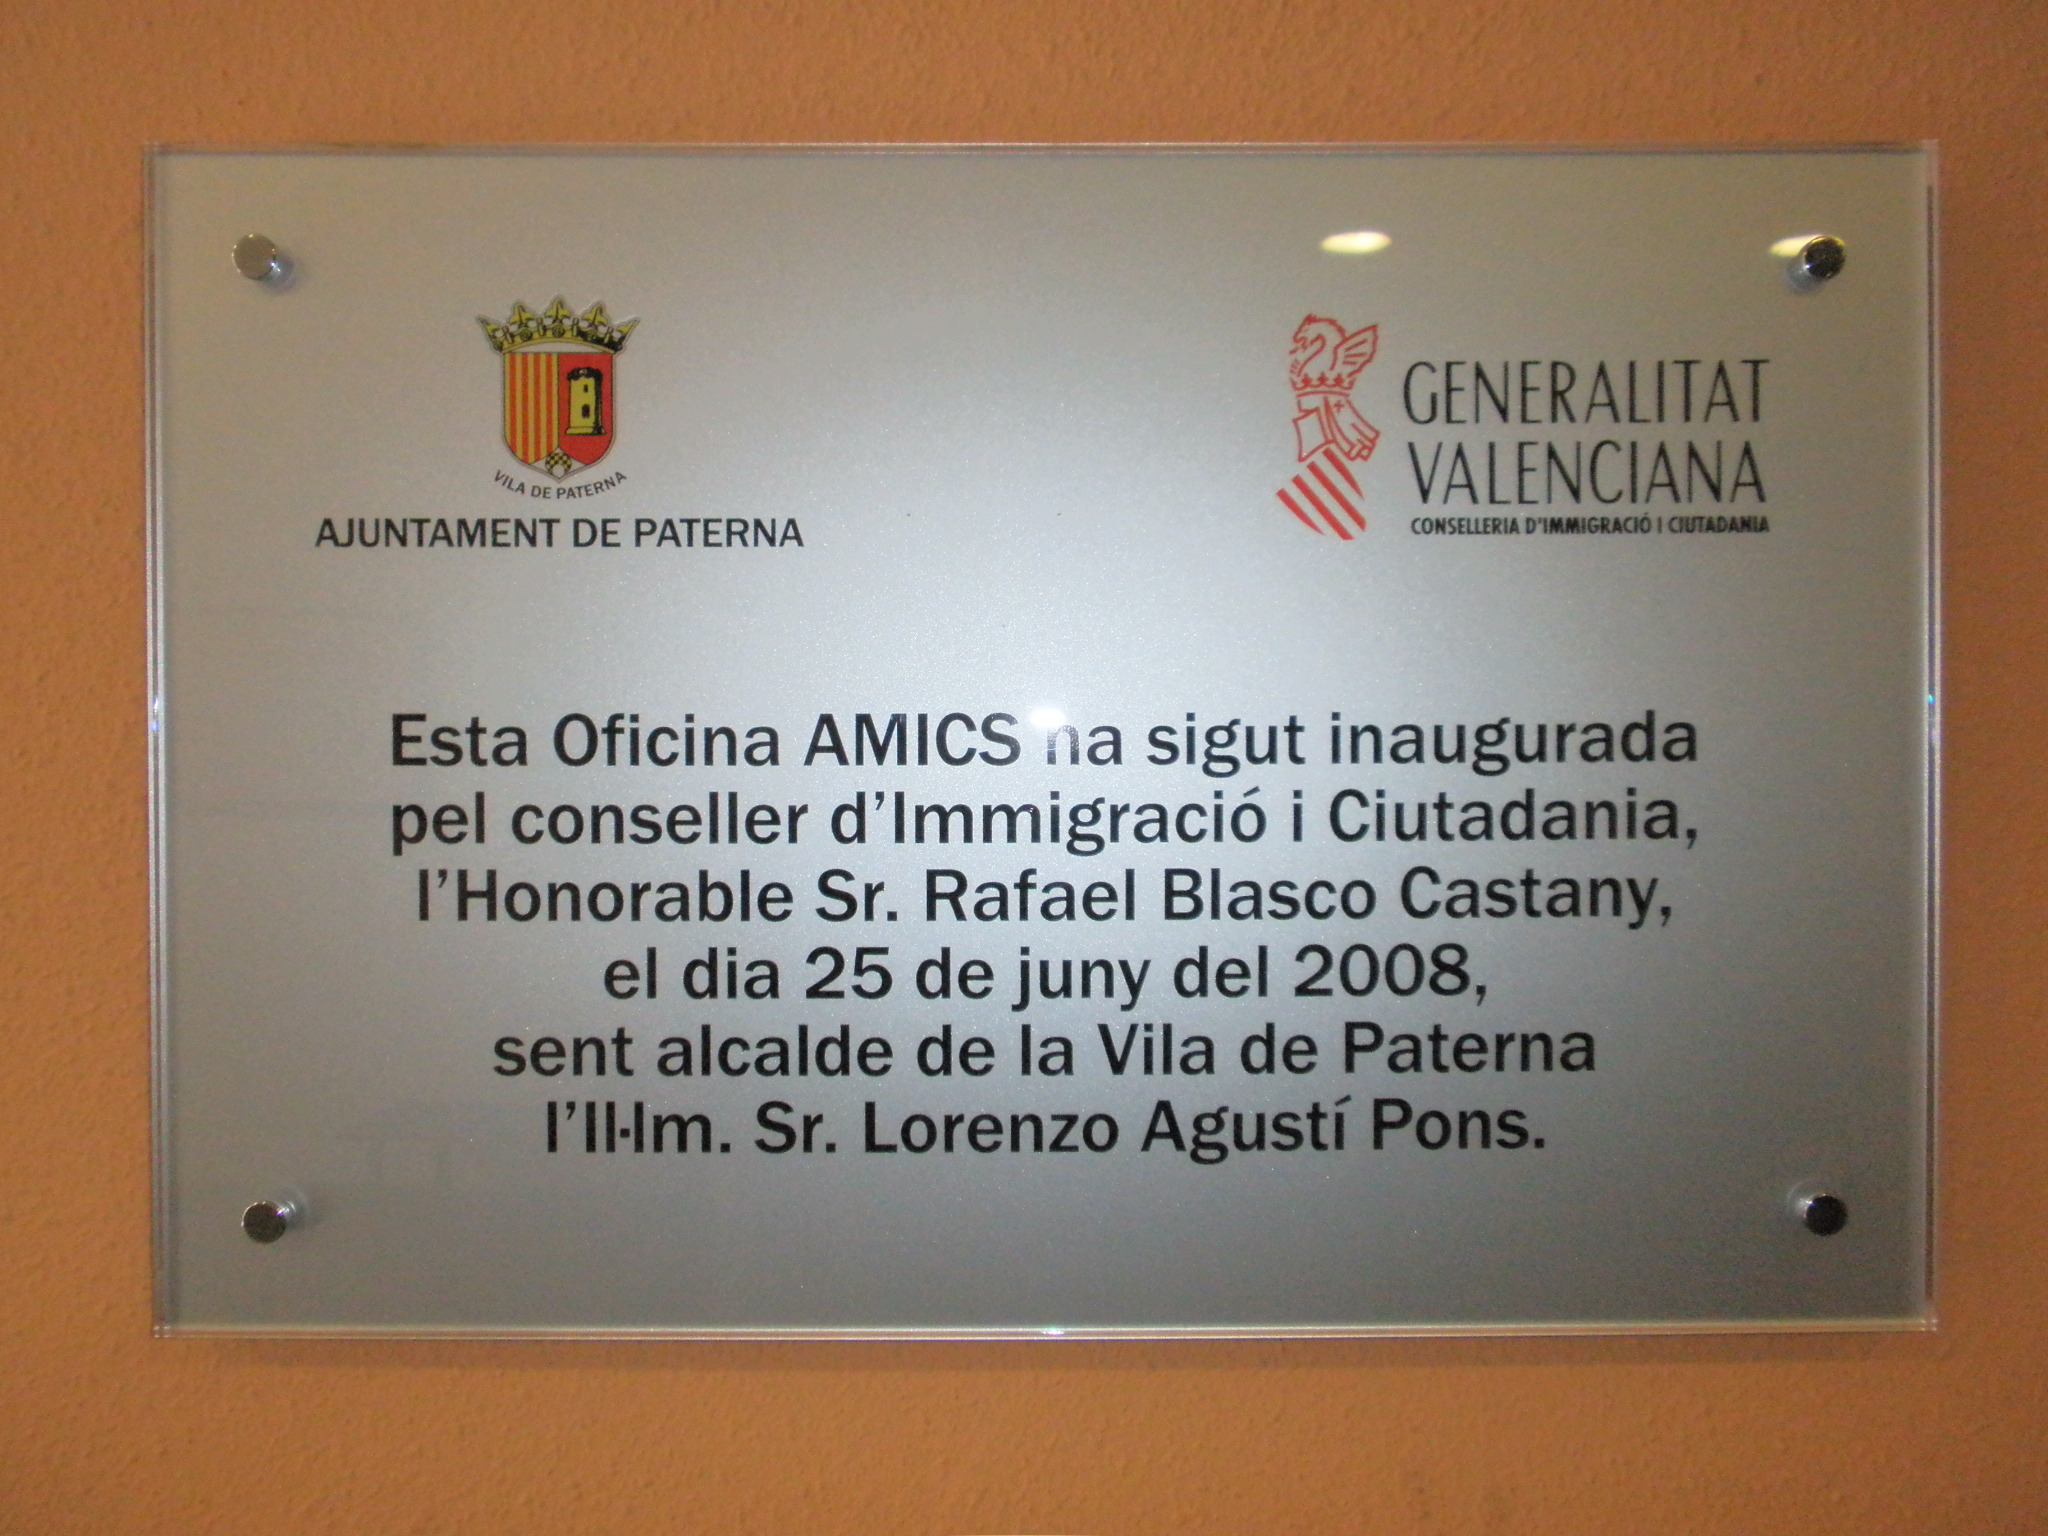 VILA DE PATERNA
AJUNTAMENT DE PATERNA
GENERALITAT
VALENCIANA
CONSELLERIA D'IMMIGRACIÓ I CIUTADANIA
Esta Oficina AMICS ha sigut inaugurada
pel conseller d’Immigració i Ciutadania,
l’Honorable Sr. Rafael Blasco Castany,
el dia 25 de juny del 2008,
sent alcalde de la Vila de Paterna
l’Il·lm. Sr. Lorenzo Agustí Pons.